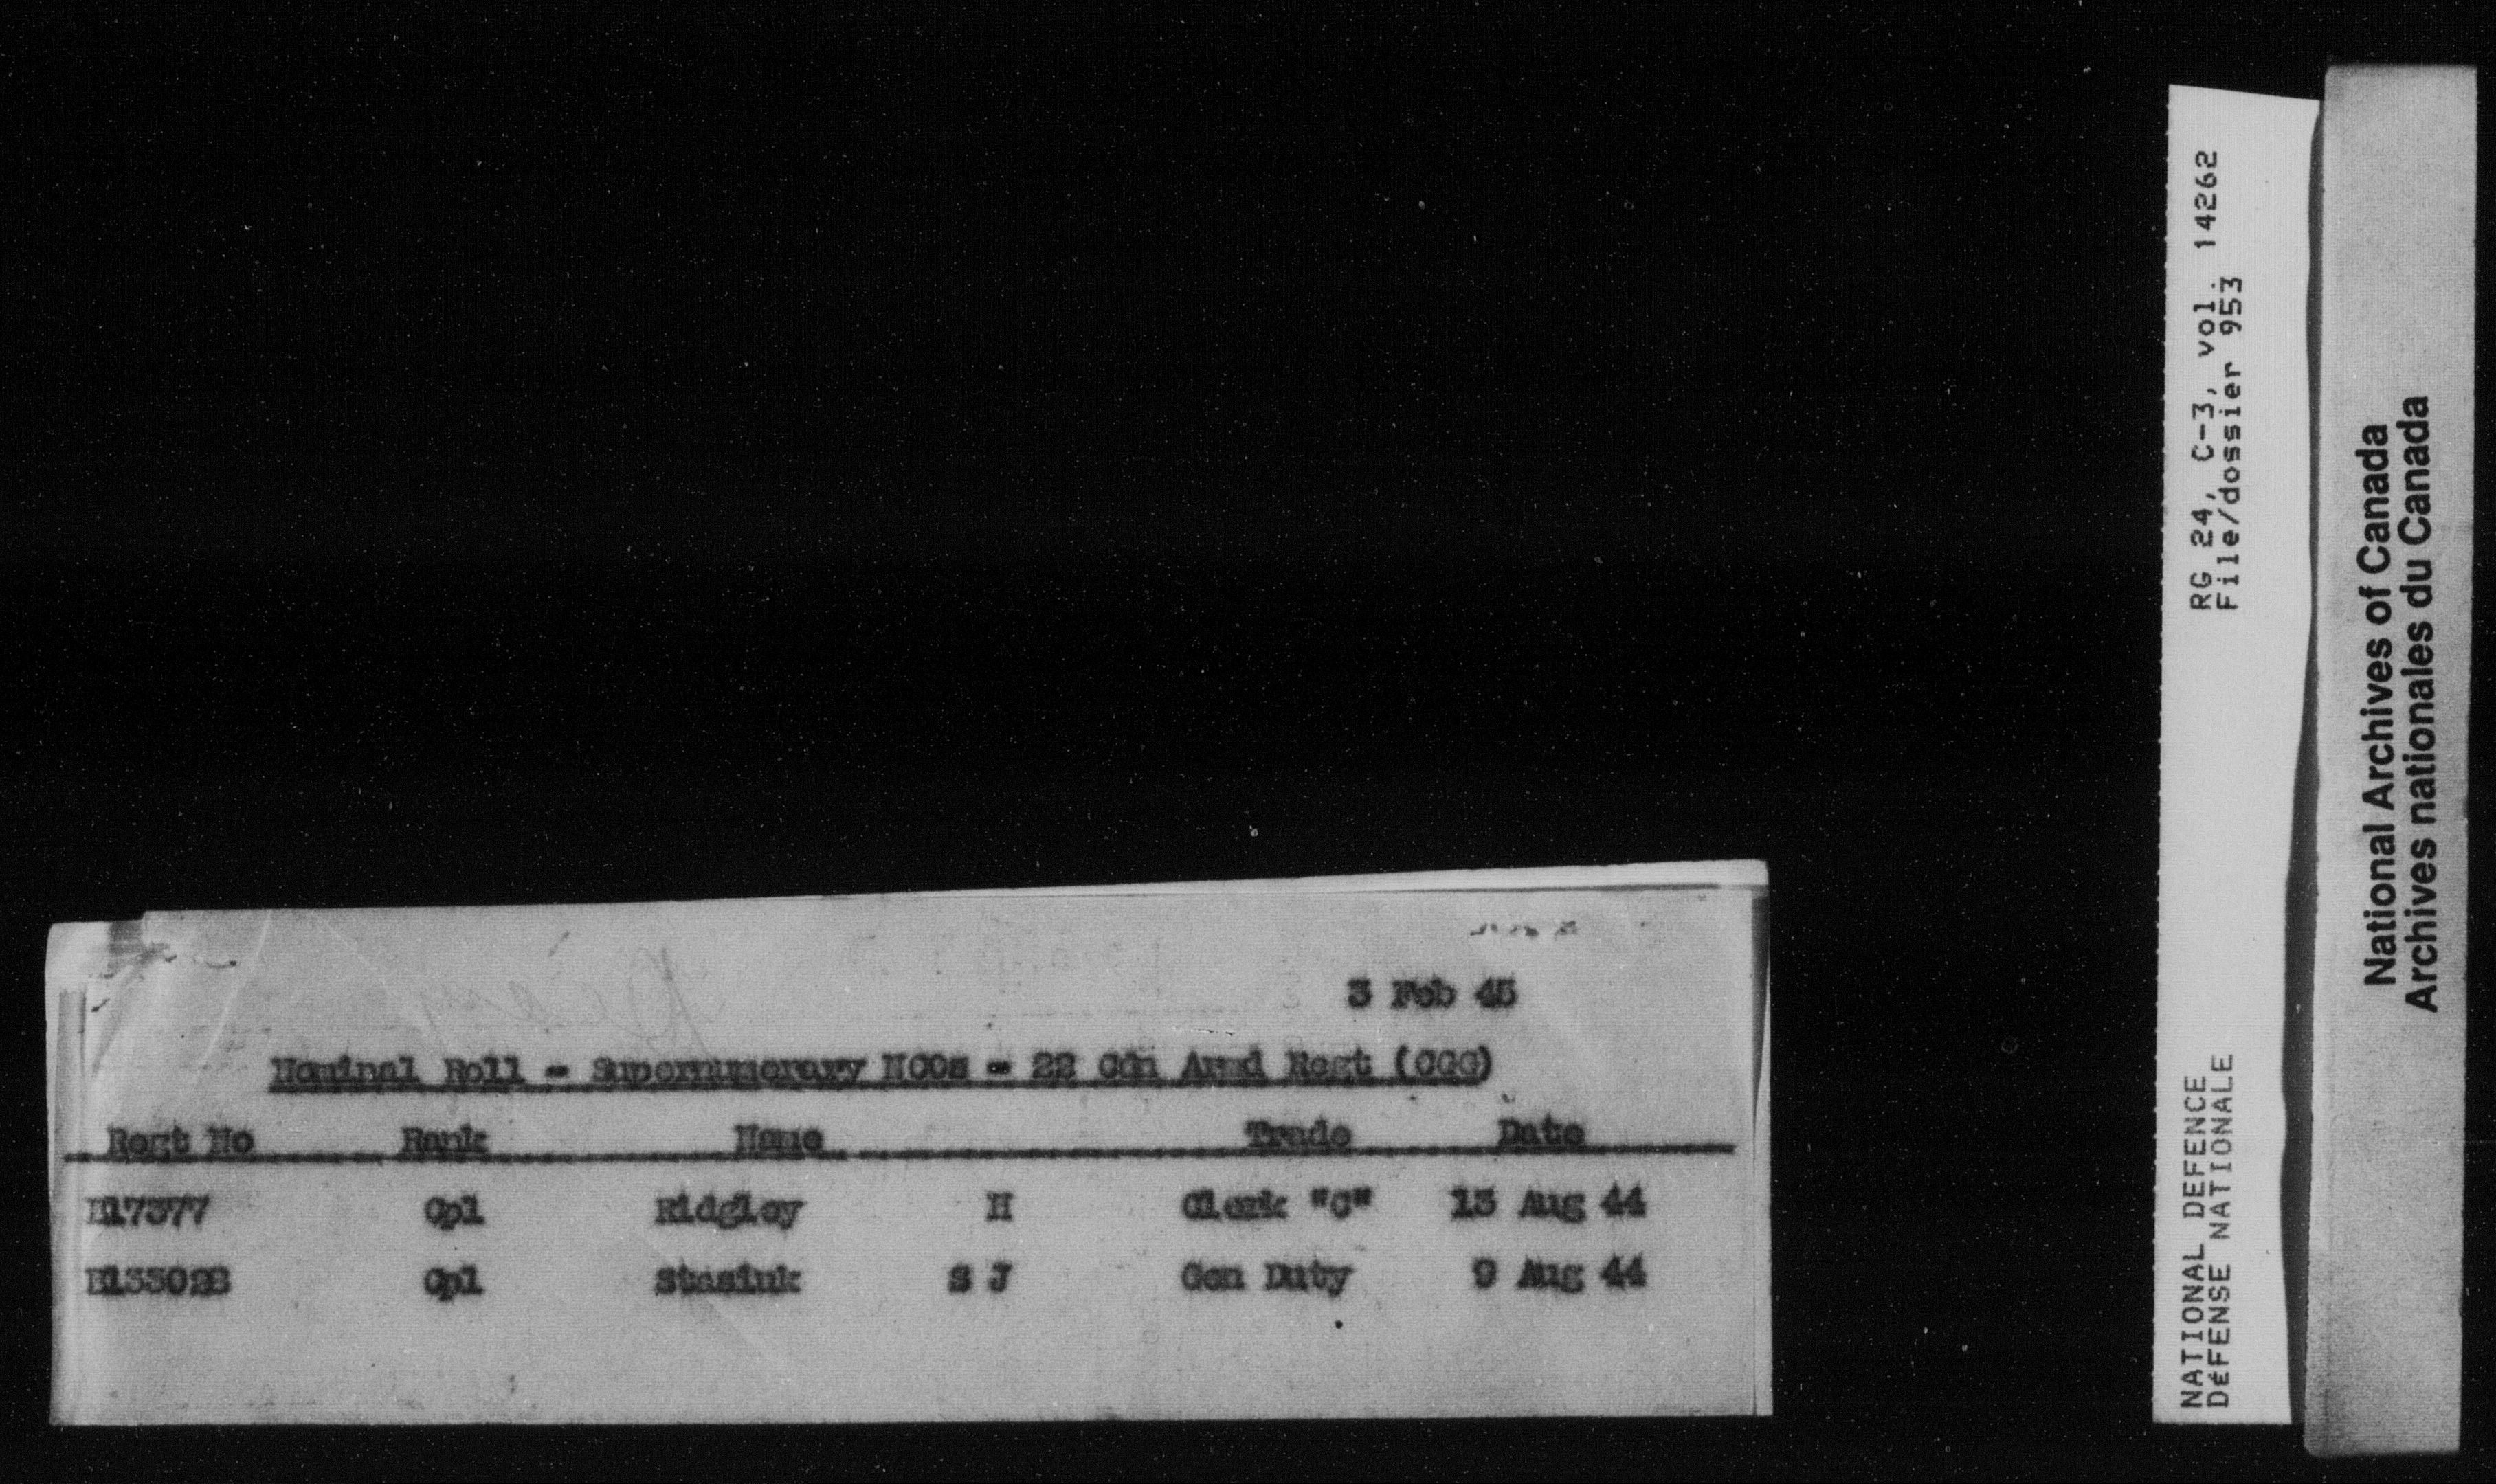 3 Feb 45
Nominal Roll - Supernumerary NCOs - 22 Cdn Armd Regt (CGG)
Regt No Rank Name Trade Date
Cpl Ridgley H Clerk "C" 13 Aug 44
Cpl Stasink S J Gen Duty 9 Aug 44
NATIONAL DEFENCE RG 24, C-3, vol. 14262
DÉFENSE NATIONALE File/dossier 953
National Archives of Canada
Archives nationales du Canada